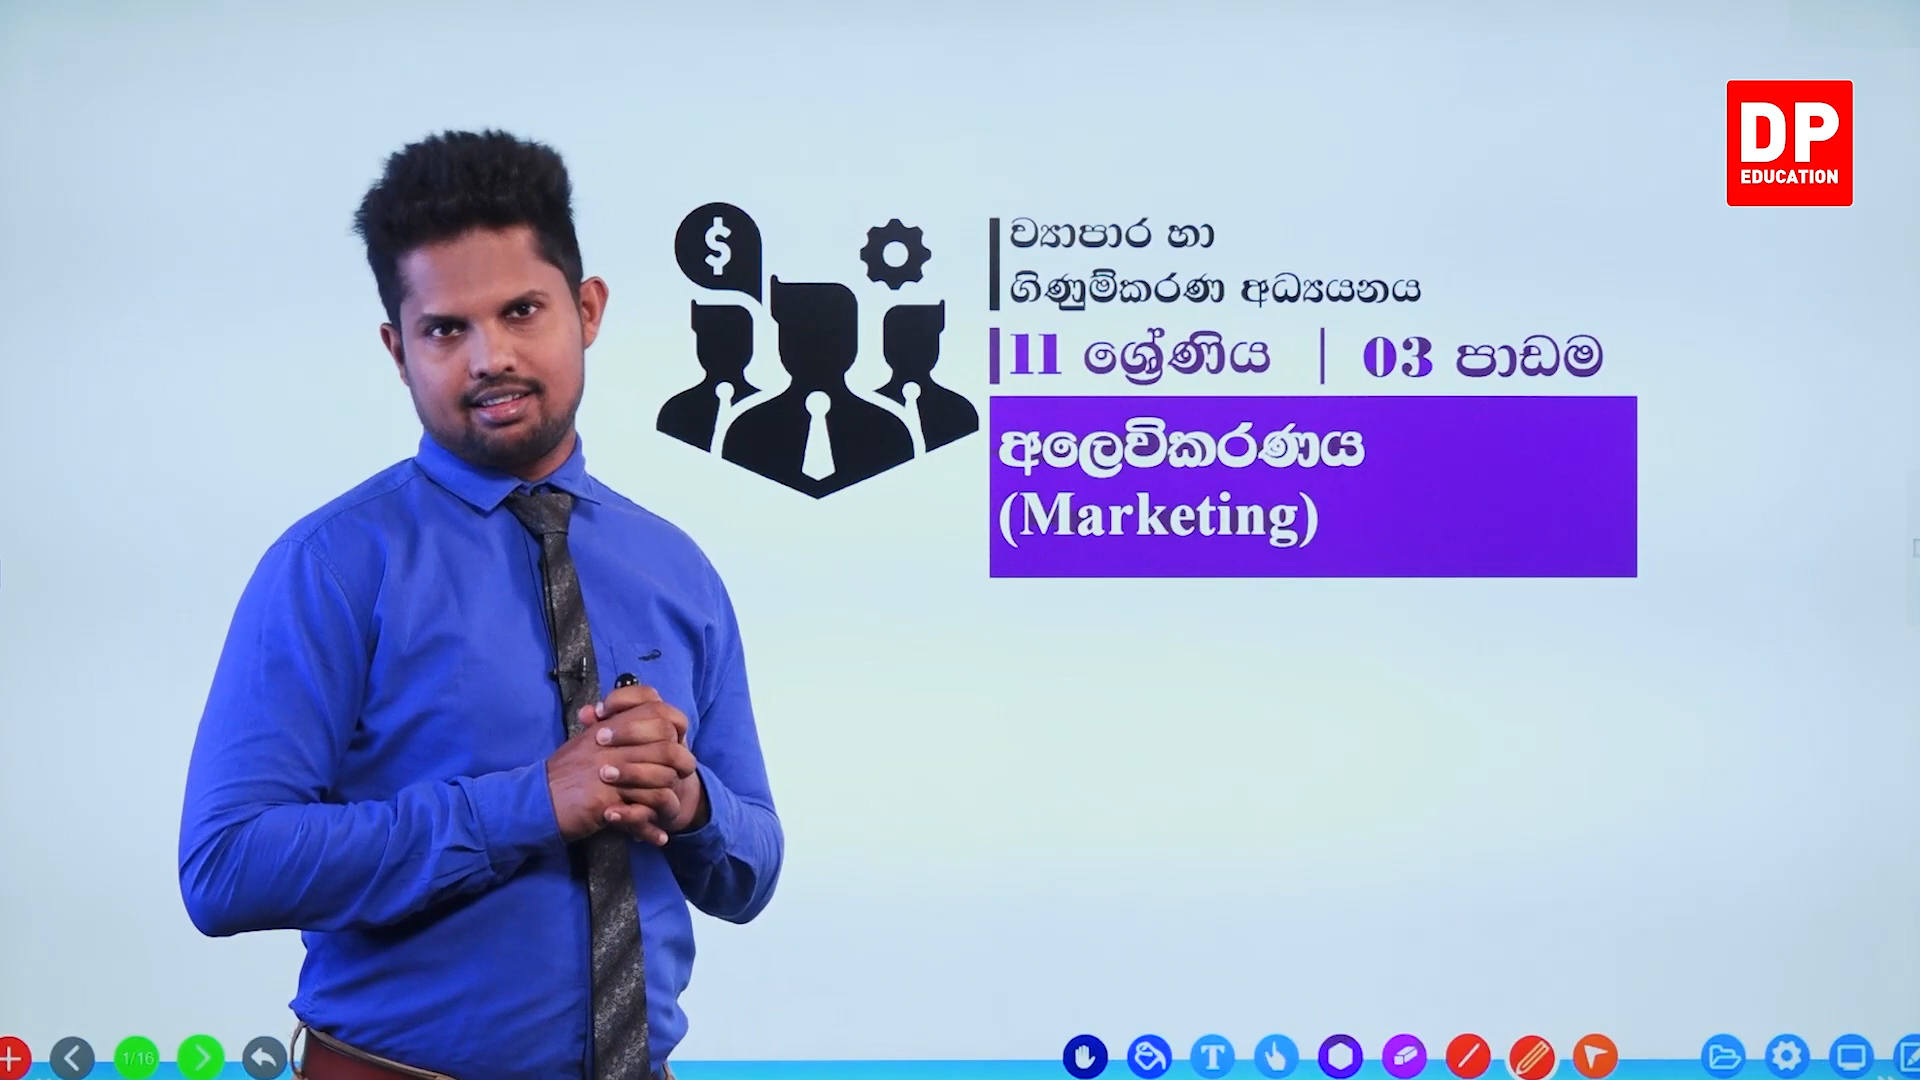 DP
EDUCATION
$
ව්‍යාපාර හා
ගිණුම්කරණ අධ්‍යයනය
11 ශ්‍රේණිය | 03 පාඩම
අලෙවිකරණය
(Marketing)
1/16
T